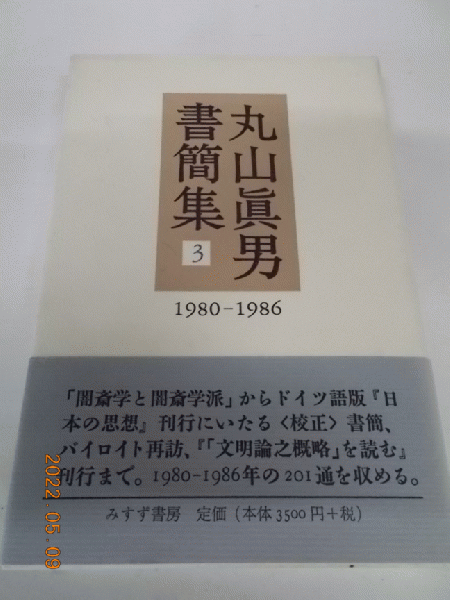 丸山眞男
書簡集
3
1980-1986
「闇斎学と闇斎学派」からドイツ語版『日
本の思想』刊行にいたる〈校正〉書簡、
バイロイト再訪、『「文明論之概略」を読む』
刊行まで。1980-1986年の201通を収める。
みすず書房 定価(本体3500円+税)
2022.05.09